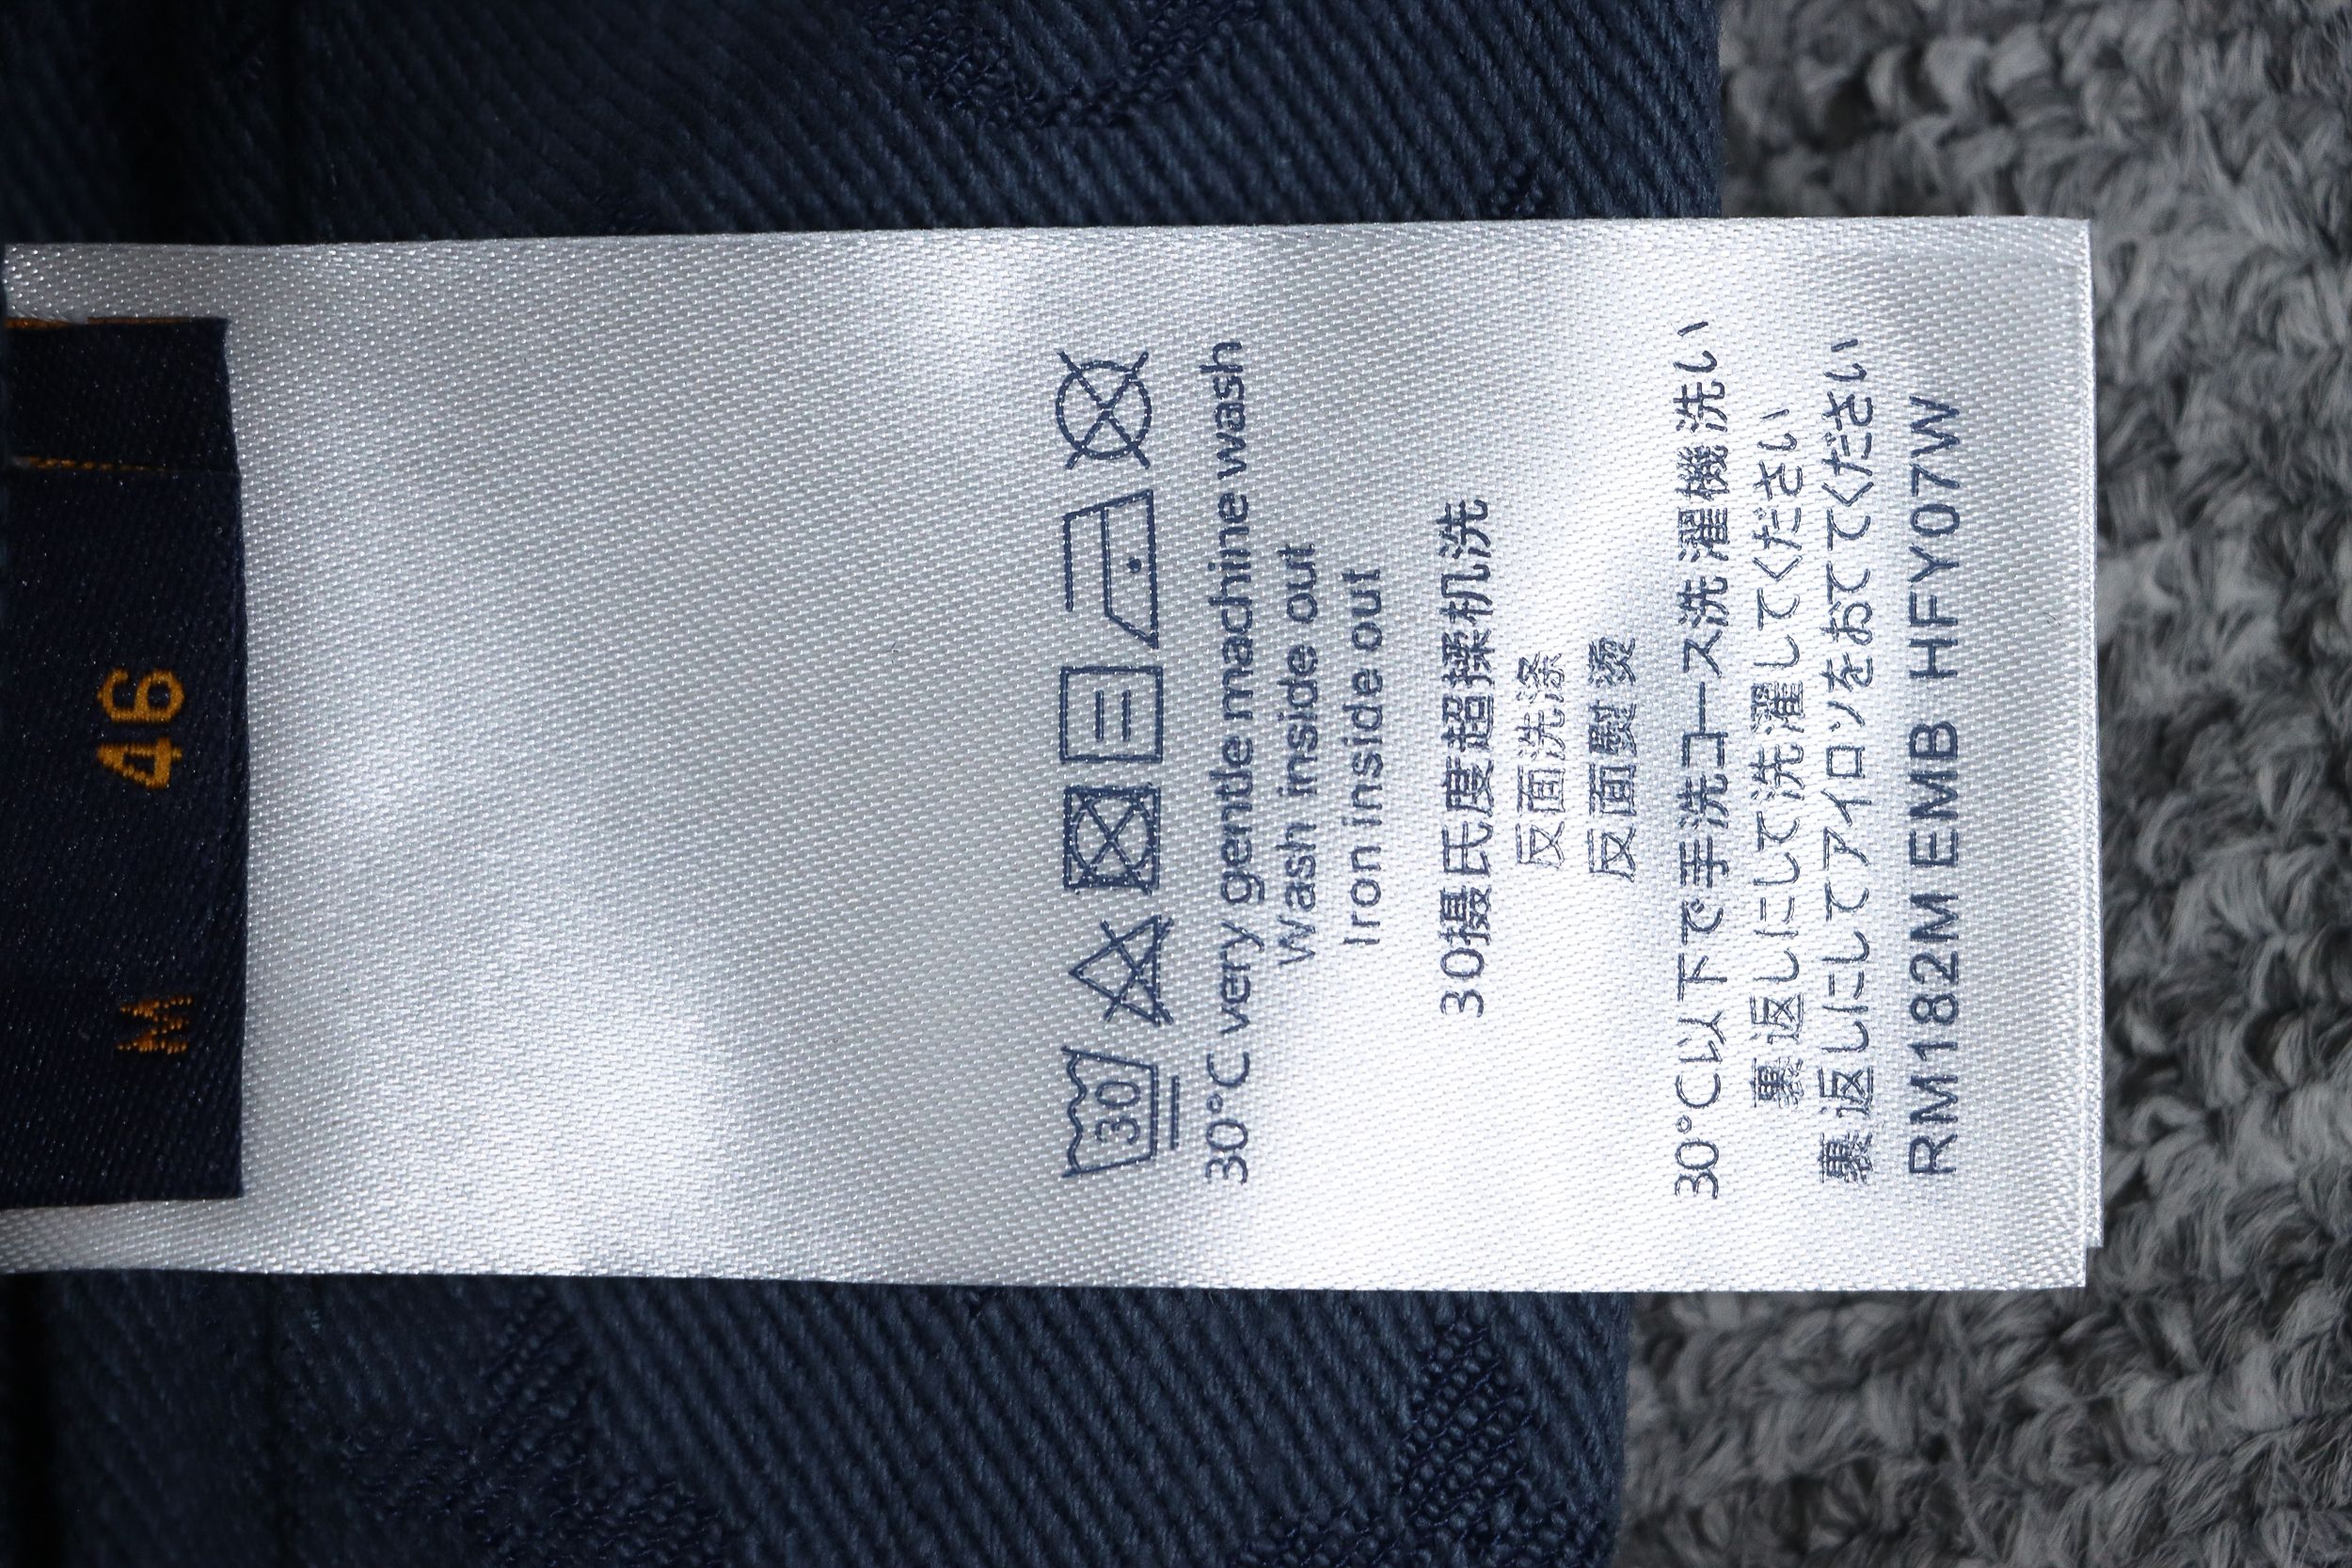 M 46
30
30°C very gentle machine wash
Wash inside out
Iron inside out
30摄氏度超揉机洗
反面洗涤
反面熨烫
30°C以下で手洗コース洗濯機洗い
裏返しにして洗濯してください
裏返しにしてアイロンをおててください
RM182M EMB HFY07W